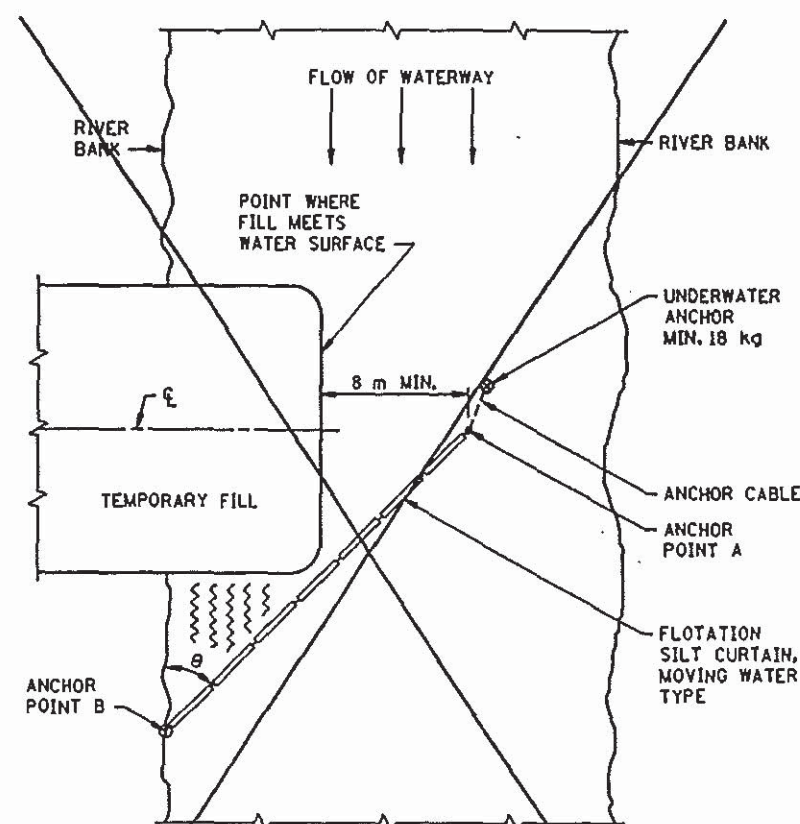 FLOW OF WATERWAY
RIVER
BANK
RIVER BANK
POINT WHERE
FILL MEETS
WATER SURFACE
UNDERWATER
ANCHOR
MIN. 18 kg
8 m MIN.
℄
ANCHOR CABLE
TEMPORARY FILL
ANCHOR
POINT A
FLOTATION
SILT CURTAIN,
MOVING WATER
TYPE
θ
ANCHOR
POINT B